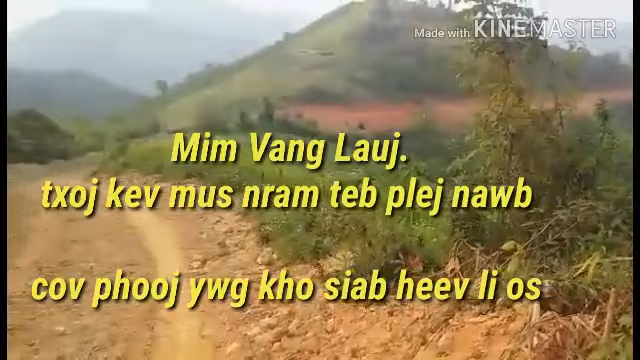 Made with KINEMASTER
Mim Vang Lauj.
txoj kev mus nram teb plej nawb
cov phooj ywg kho siab heev li os